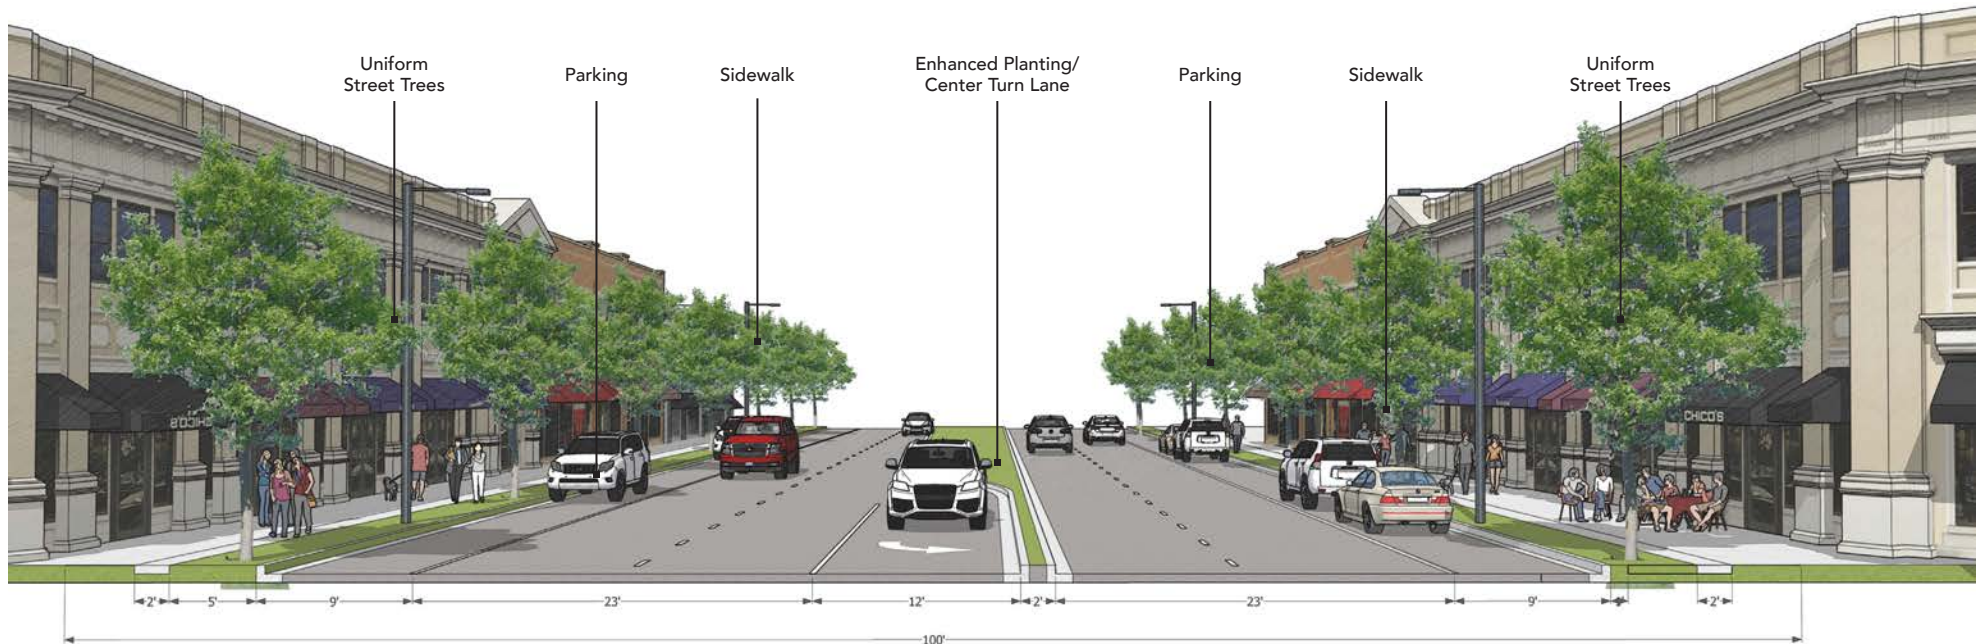 Uniform
Street Trees
Parking
Sidewalk
Enhanced Planting/
Center Turn Lane
Parking
Sidewalk
Uniform
Street Trees
CHICO'S
CHICO'S
2'
5'
9'
23'
12'
2'
23'
9'
2'
100'